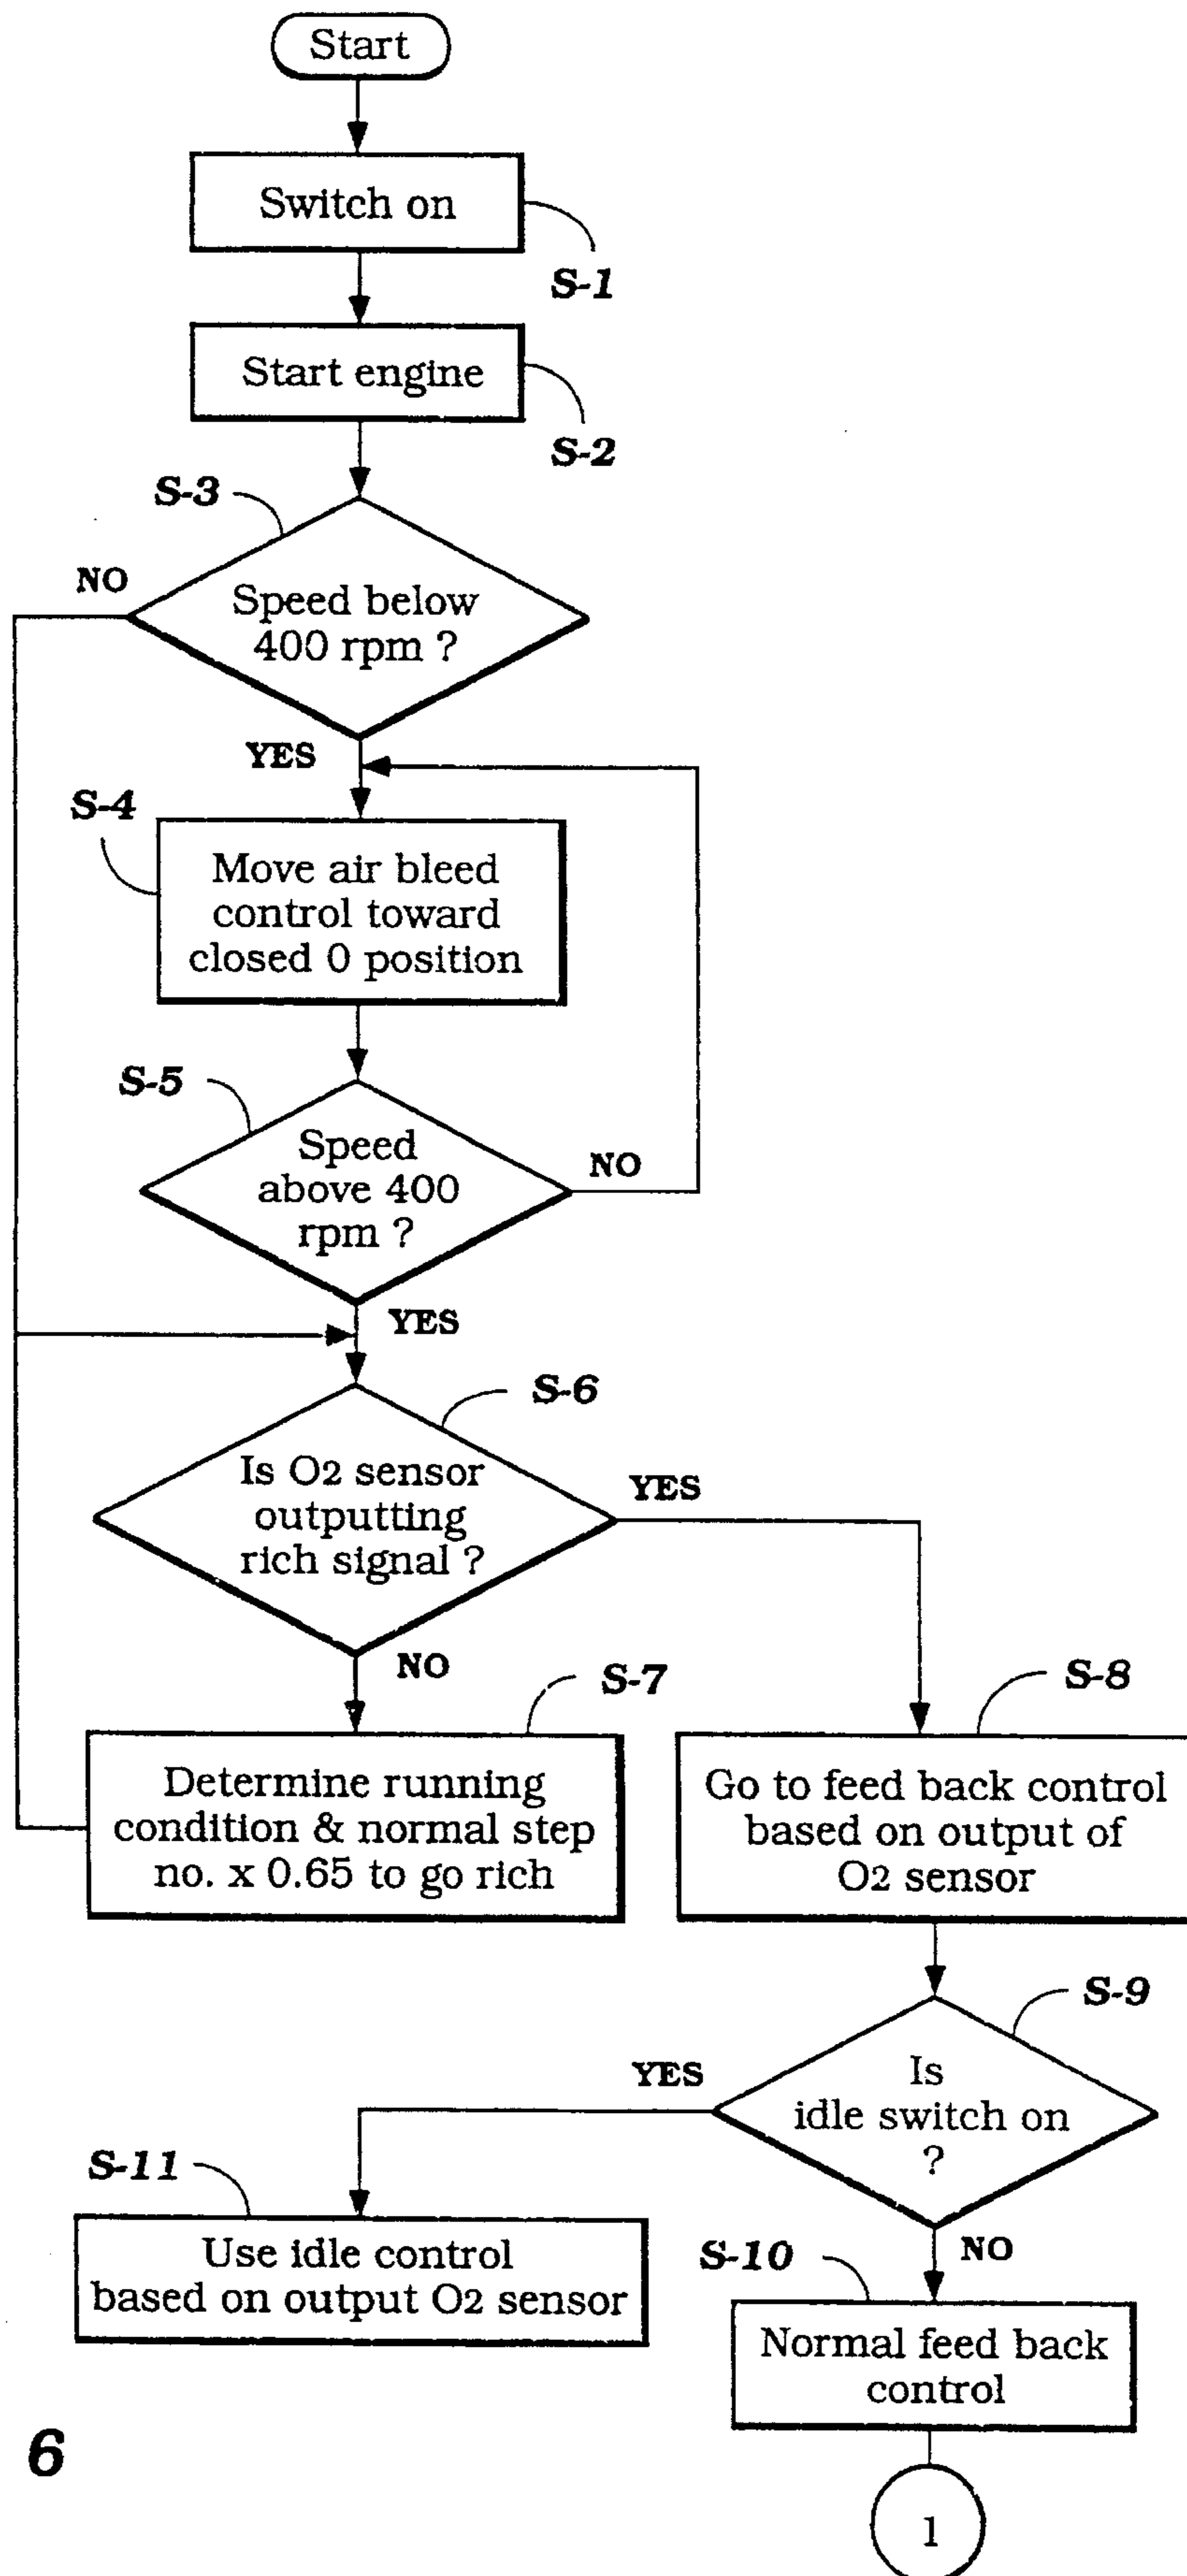 Start
Switch on
S-1
Start engine
S-2
S-3
NO
Speed below
400 rpm ?
YES
S-4
Move air bleed
control toward
closed 0 position
S-5
Speed
above 400
rpm ?
NO
YES
S-6
Is O2 sensor
outputting
rich signal ?
YES
NO
S-7
Determine running
condition & normal step
no. x 0.65 to go rich
S-8
Go to feed back control
based on output of
O2 sensor
S-9
Is
idle switch on
?
YES
S-11
Use idle control
based on output O2 sensor
NO
S-10
Normal feed back
control
6
1